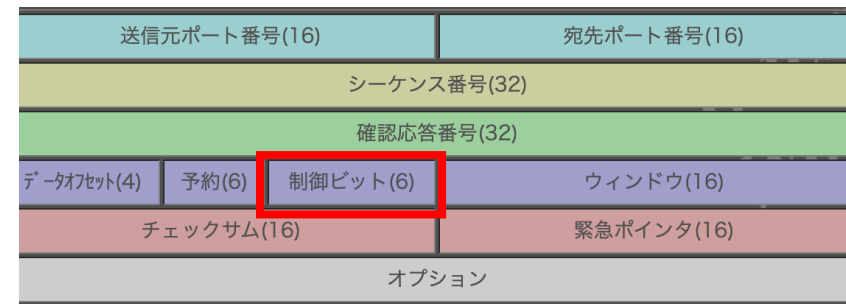 送信元ポート番号(16) 宛先ポート番号(16)
シーケンス番号(32)
確認応答番号(32)
ﾃﾞｰﾀｵﾌｾｯﾄ(4) 予約(6) 制御ビット(6) ウィンドウ(16)
チェックサム(16) 緊急ポインタ(16)
オプション